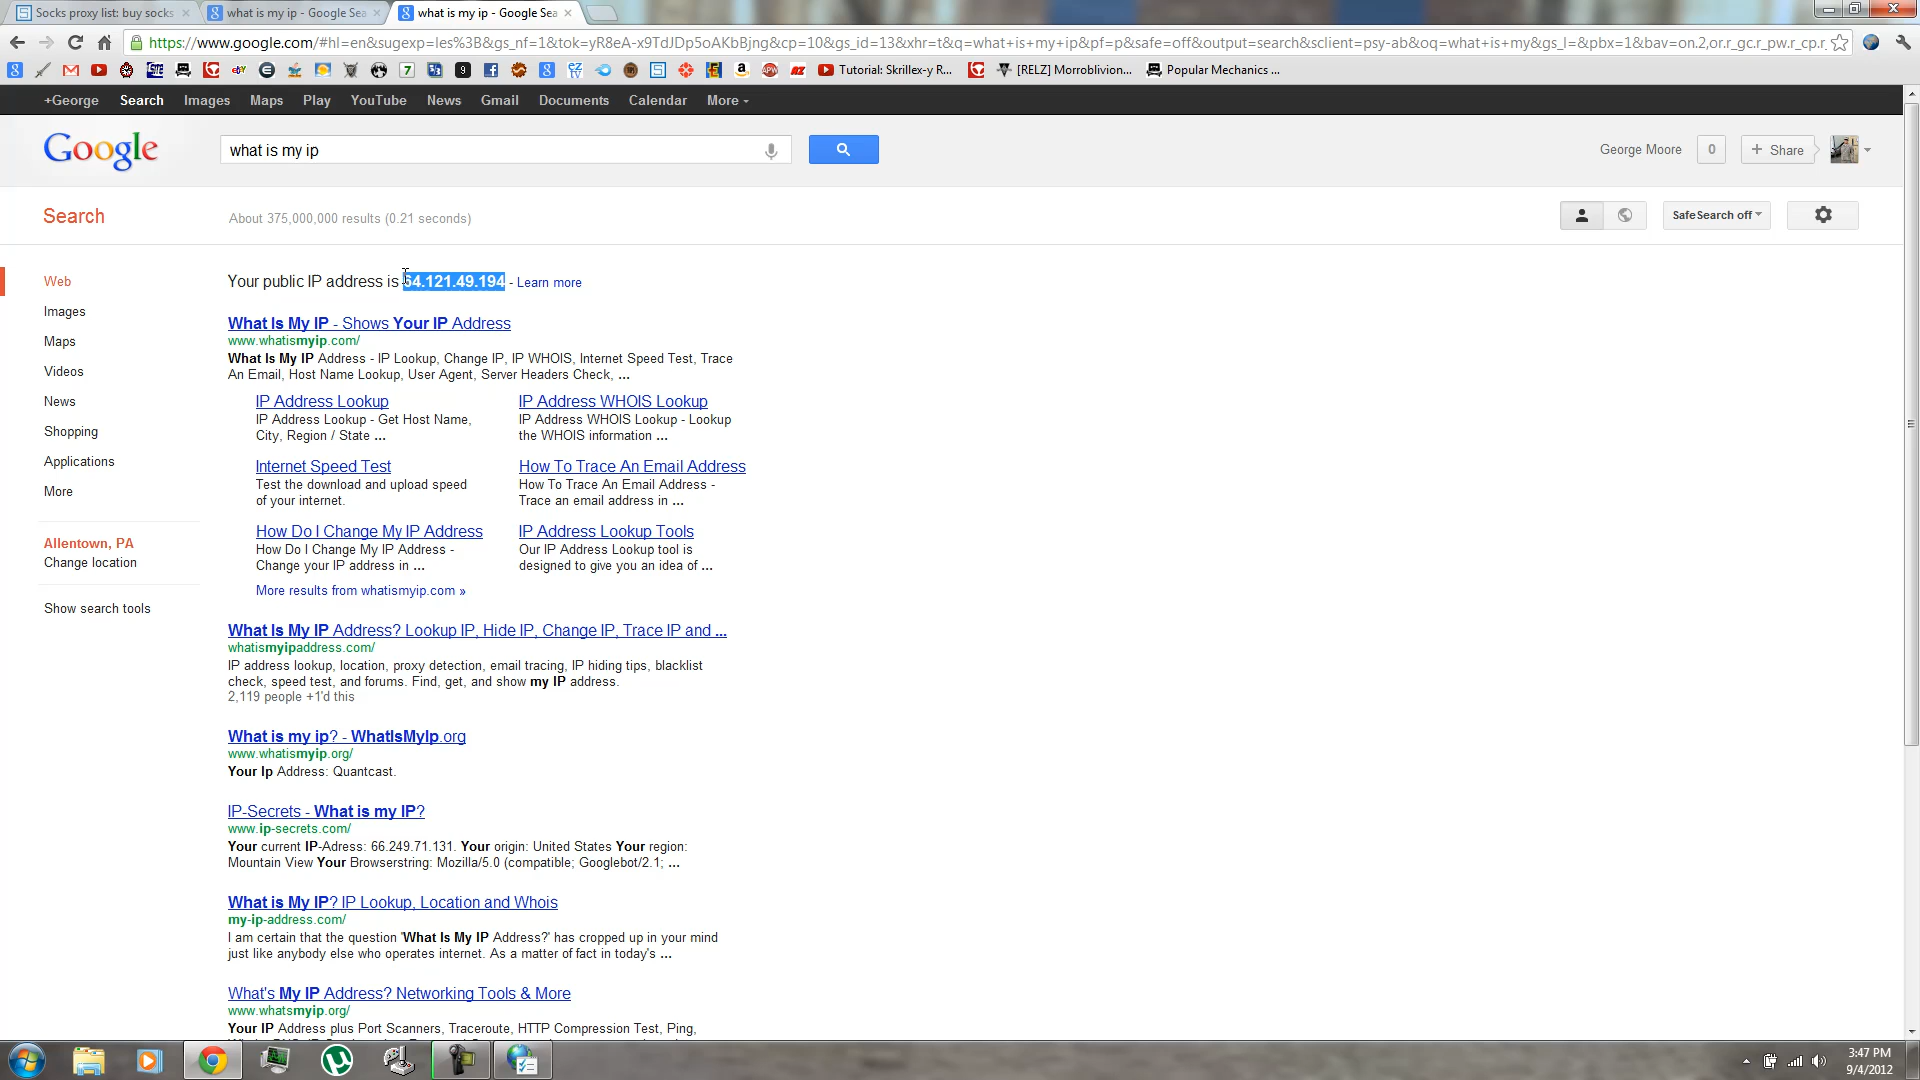 Socks proxy list: buy socks
what is my ip - Google Sea
what is my ip - Google Sea
https://www.google.com/#hl=en&sugexp=les%3B&gs_nf=1&tok=yR8eA-x9TdJDp5oAKbBjng&cp=10&gs_id=13&xhr=t&q=what+is+my+ip&pf=p&safe=off&output=search&sclient=psy-ab&oq=what+is+my&gs_l=&pbx=1&bav=on.2,or.r_gc.r_pw.r_cp.r.
Tutorial: Skrillex-y R...
[RELZ] Morroblivion...
Popular Mechanics ...
+George Search Images Maps Play YouTube News Gmail Documents Calendar More
Google
what is my ip
George Moore
0
+ Share
Search
About 375,000,000 results (0.21 seconds)
SafeSearch off
Web
Images
Maps
Videos
News
Shopping
Applications
More
Allentown, PA
Change location
Show search tools
Your public IP address is 64.121.49.194 - Learn more
What Is My IP - Shows Your IP Address
www.whatismyip.com/
What Is My IP Address - IP Lookup, Change IP, IP WHOIS, Internet Speed Test, Trace
An Email, Host Name Lookup, User Agent, Server Headers Check, ...
IP Address Lookup
IP Address Lookup - Get Host Name,
City, Region / State ...
IP Address WHOIS Lookup
IP Address WHOIS Lookup - Lookup
the WHOIS information ...
Internet Speed Test
Test the download and upload speed
of your internet.
How To Trace An Email Address
How To Trace An Email Address -
Trace an email address in ...
How Do I Change My IP Address
How Do I Change My IP Address -
Change your IP address in ...
IP Address Lookup Tools
Our IP Address Lookup tool is
designed to give you an idea of ...
More results from whatismyip.com »
What Is My IP Address? Lookup IP, Hide IP, Change IP, Trace IP and ...
whatismyipaddress.com/
IP address lookup, location, proxy detection, email tracing, IP hiding tips, blacklist
check, speed test, and forums. Find, get, and show my IP address.
2,119 people +1'd this
What is my ip? - WhatIsMyIp.org
www.whatismyip.org/
Your Ip Address: Quantcast.
IP-Secrets - What is my IP?
www.ip-secrets.com/
Your current IP-Adress: 66.249.71.131. Your origin: United States Your region:
Mountain View Your Browserstring: Mozilla/5.0 (compatible; Googlebot/2.1; ...
What is My IP? IP Lookup, Location and Whois
my-ip-address.com/
I am certain that the question 'What Is My IP Address?' has cropped up in your mind
just like anybody else who operates internet. As a matter of fact in today's ...
What's My IP Address? Networking Tools & More
www.whatsmyip.org/
Your IP Address plus Port Scanners, Traceroute, HTTP Compression Test, Ping,
3:47 PM
9/4/2012